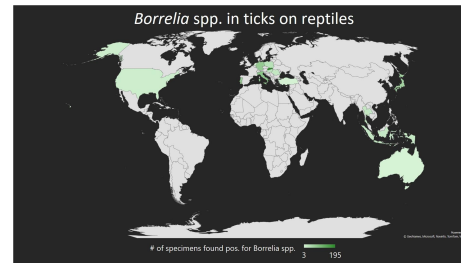 Borrelia spp. in ticks on reptiles
# of specimens found pos. for Borrelia spp.
3 195